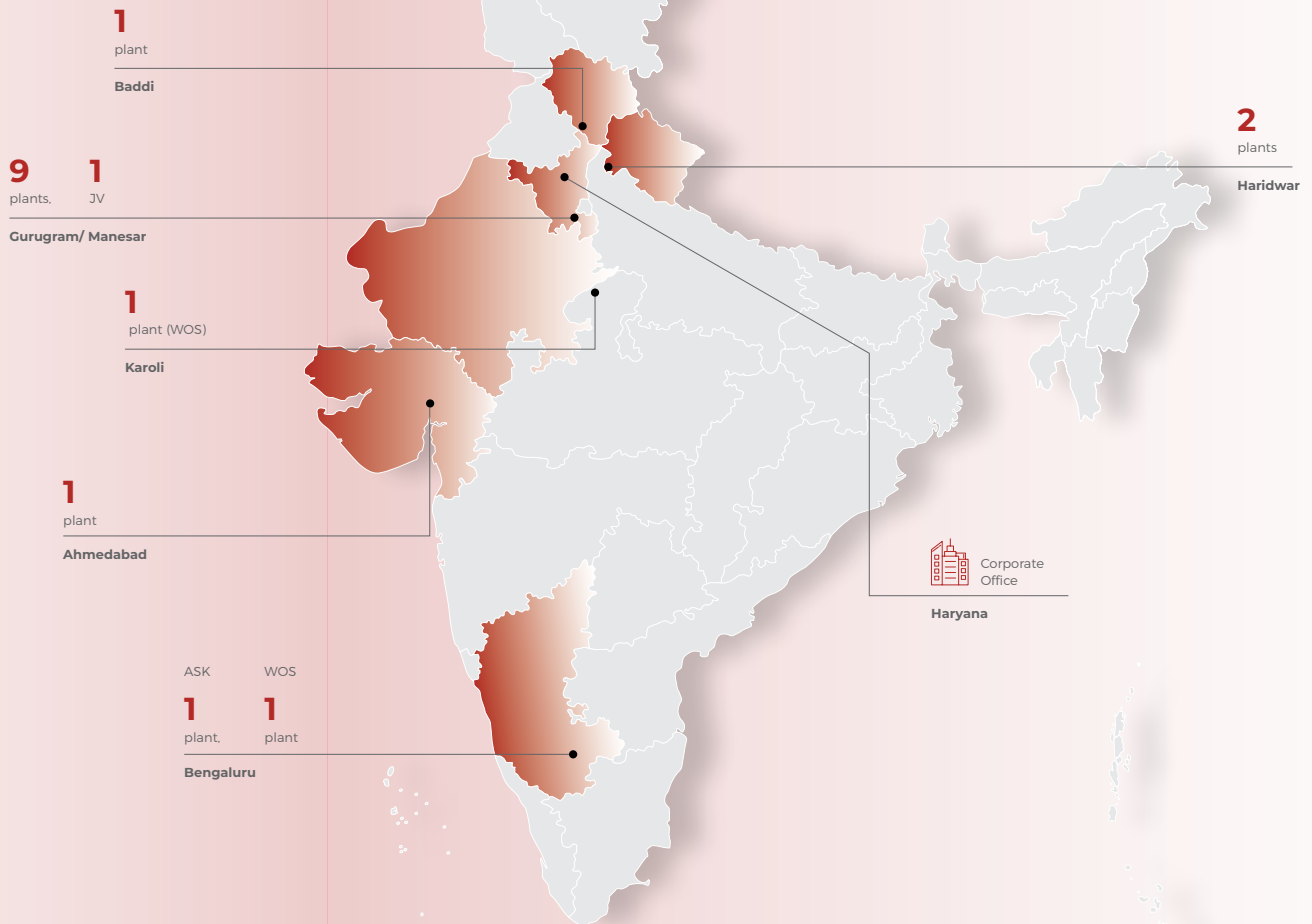 1
plant
Baddi
2
plants
Haridwar
9 1
plants, JV
Gurugram/ Manesar
1
plant (WOS)
Karoli
1
plant
Ahmedabad
Corporate
Office
Haryana
ASK WOS
1 1
plant, plant
Bengaluru